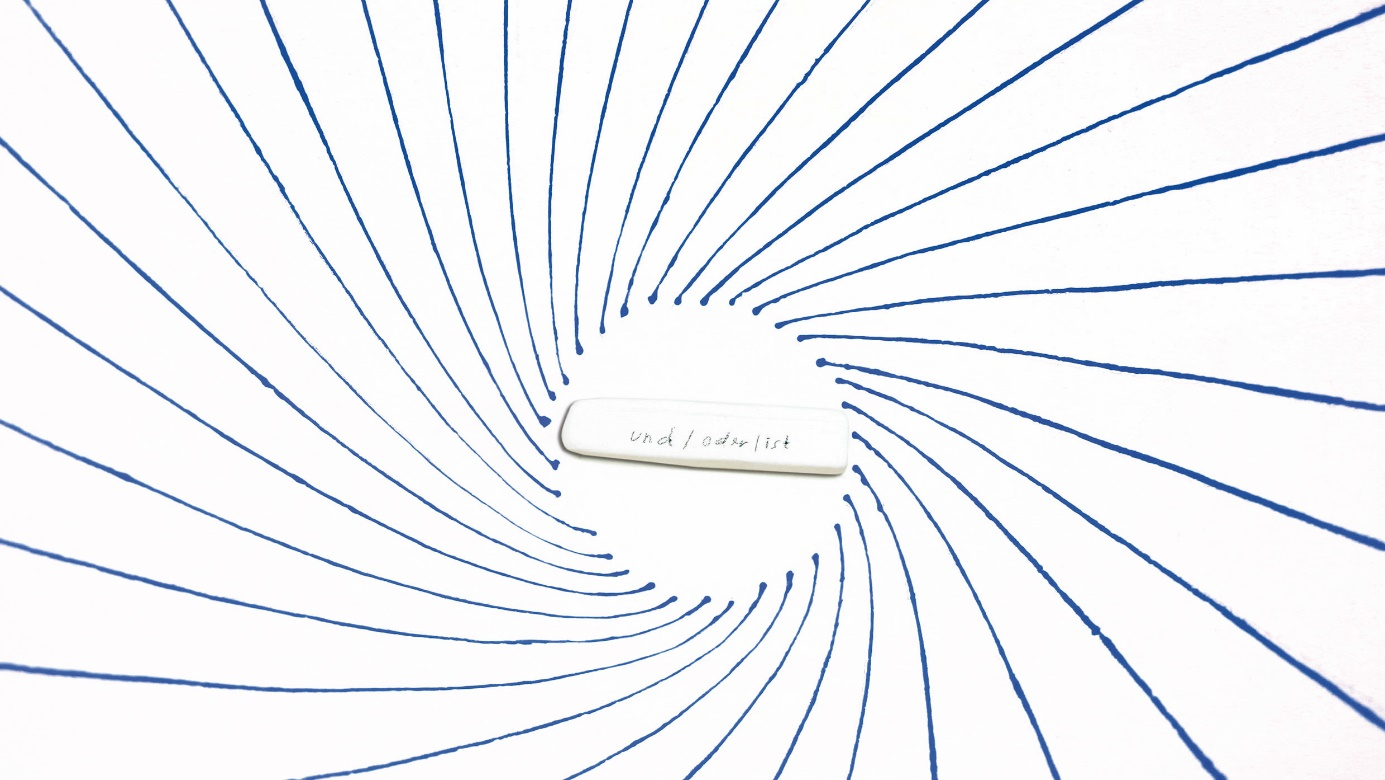 und / oder / ist